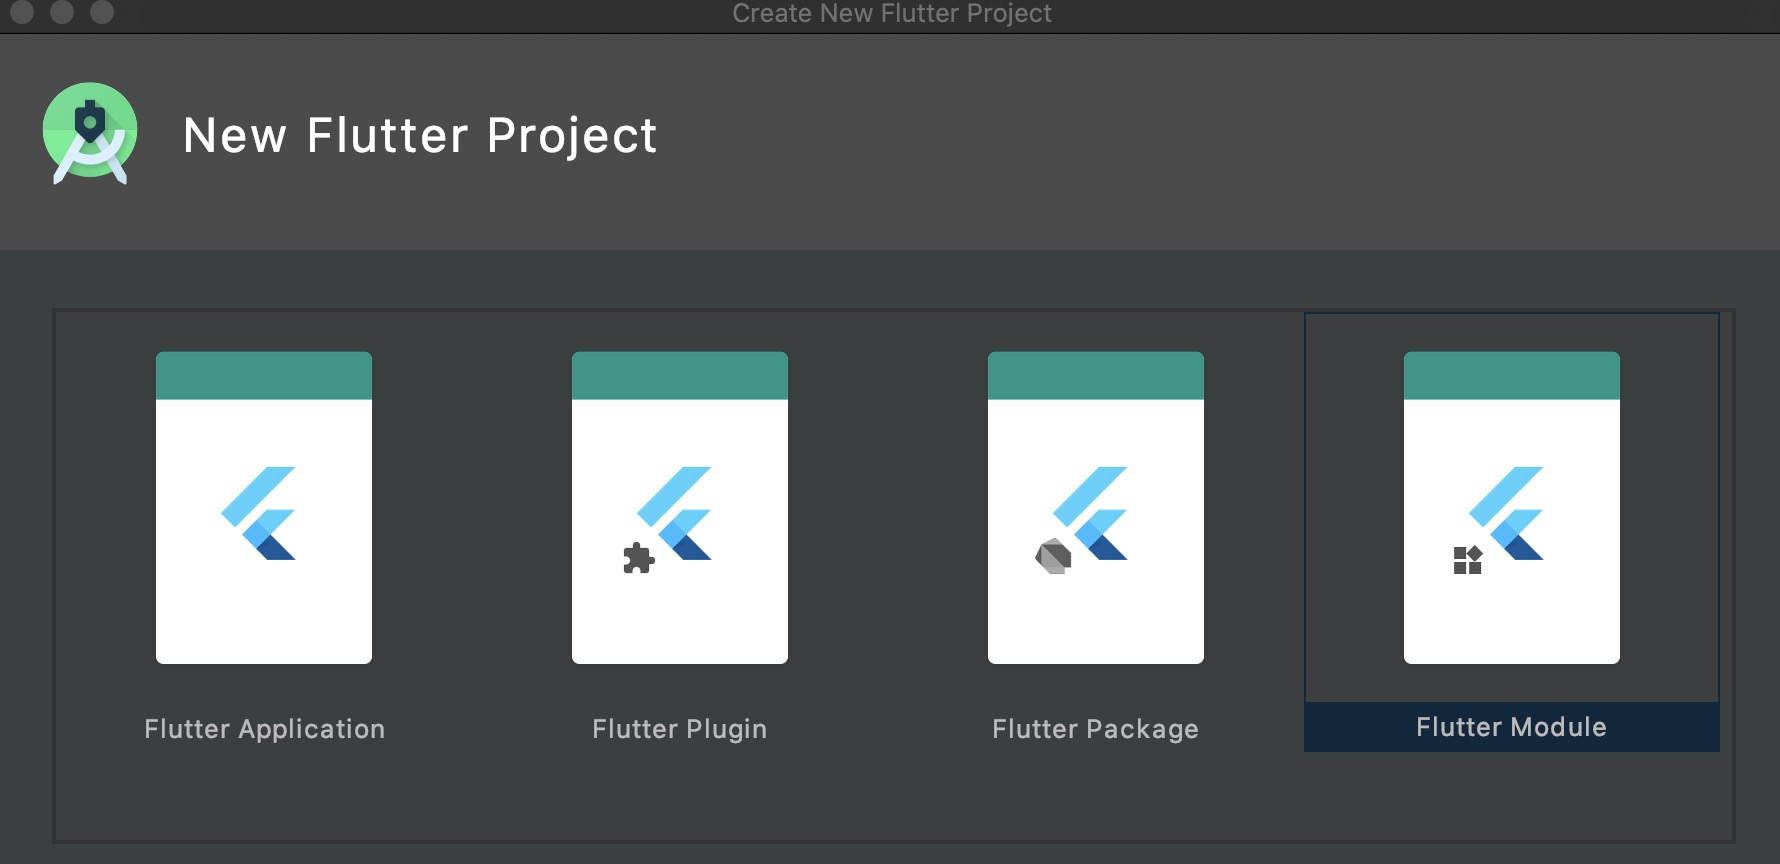 Create New Flutter Project
New Flutter Project
Flutter Application
Flutter Plugin
Flutter Package
Flutter Module